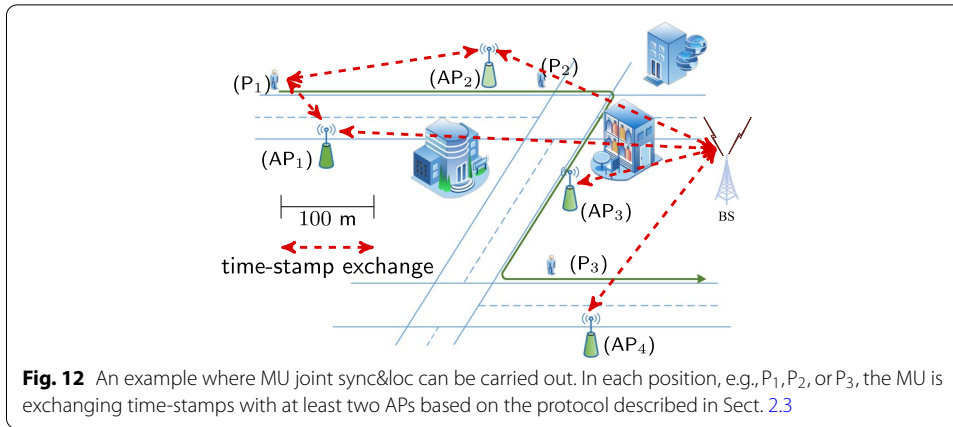 (P₁)
(AP₂)
(P₂)
(AP₁)
100 m
time-stamp exchange
(AP₃)
BS
(P₃)
(AP₄)
Fig. 12 An example where MU joint sync&loc can be carried out. In each position, e.g., P₁, P₂, or P₃, the MU is
exchanging time-stamps with at least two APs based on the protocol described in Sect. 2.3